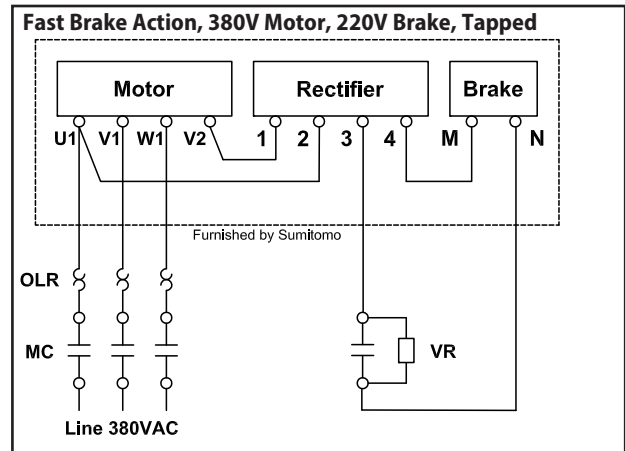 Fast Brake Action, 380V Motor, 220V Brake, Tapped
Motor Rectifier Brake
U1 V1 W1 V2 1 2 3 4 M N
Furnished by Sumitomo
OLR
MC VR
Line 380VAC